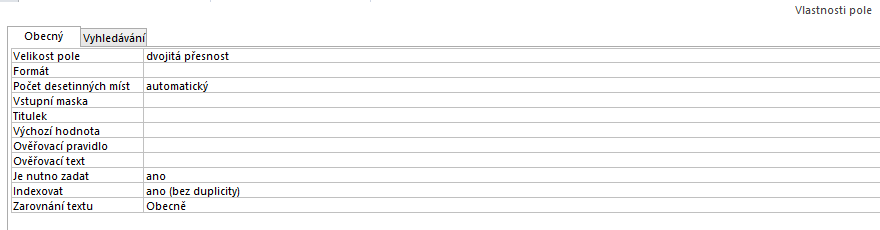 Vlastnosti pole
Obecný Vyhledávání
Velikost pole dvojitá přesnost
Formát
Počet desetinných míst automatický
Vstupní maska
Titulek
Výchozí hodnota
Ověřovací pravidlo
Ověřovací text
Je nutno zadat ano
Indexovat ano (bez duplicity)
Zarovnání textu Obecně